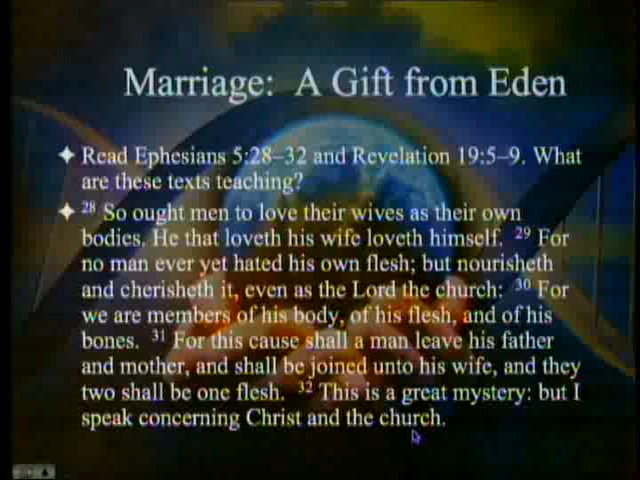 Marriage: A Gift from Eden
Read Ephesians 5:28–32 and Revelation 19:5–9. What
are these texts teaching?
28 So ought men to love their wives as their own
bodies. He that loveth his wife loveth himself. 29 For
no man ever yet hated his own flesh; but nourisheth
and cherisheth it, even as the Lord the church: 30 For
we are members of his body, of his flesh, and of his
bones. 31 For this cause shall a man leave his father
and mother, and shall be joined unto his wife, and they
two shall be one flesh. 32 This is a great mystery: but I
speak concerning Christ and the church.